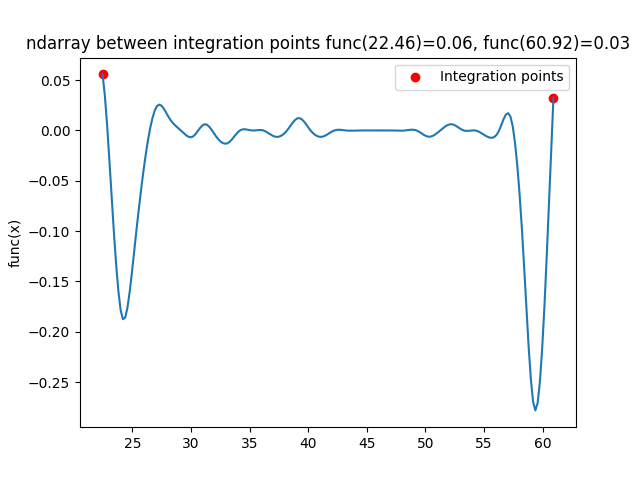 ndarray between integration points func(22.46)=0.06, func(60.92)=0.03
Integration points
func(x)
0.05
0.00
−0.05
−0.10
−0.15
−0.20
−0.25
25 30 35 40 45 50 55 60